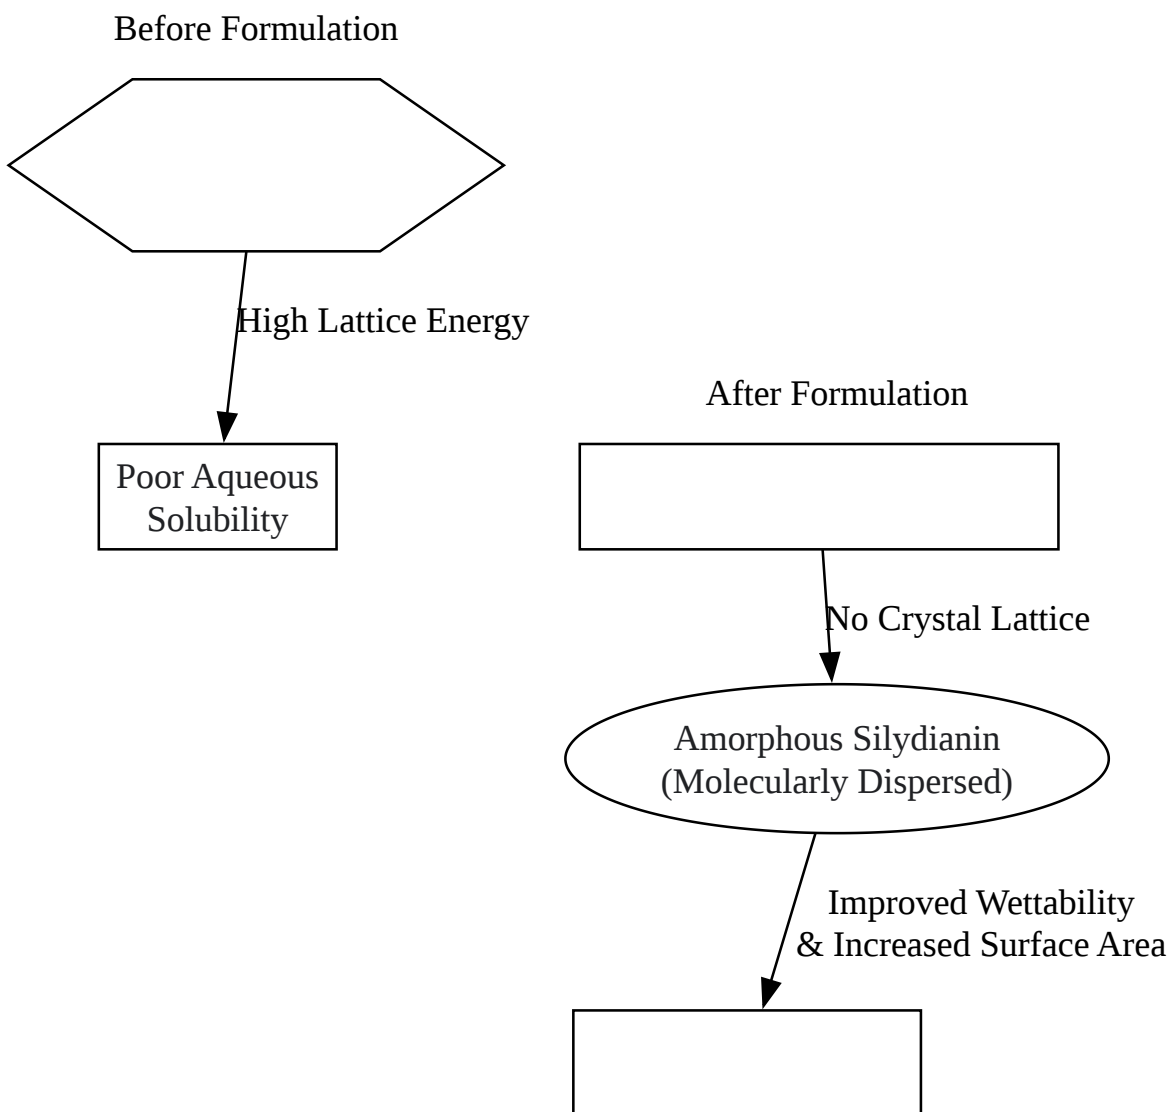 Before Formulation
High Lattice Energy
Poor Aqueous
Solubility
After Formulation
No Crystal Lattice
Amorphous Silydianin
(Molecularly Dispersed)
Improved Wettability
& Increased Surface Area